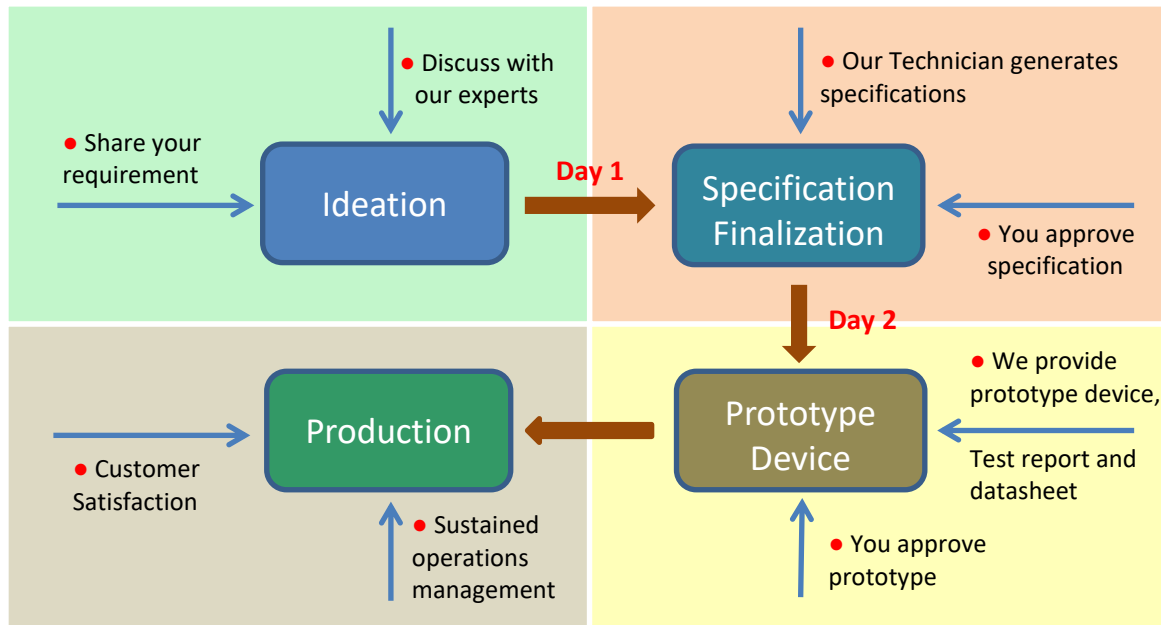 ● Discuss with
our experts
● Share your
requirement
Ideation
Day 1
● Our Technician generates
specifications
Specification
Finalization
● You approve
specification
Day 2
● We provide
prototype device,
Prototype
Device
Test report and
datasheet
● You approve
prototype
Production
● Customer
Satisfaction
● Sustained
operations
management